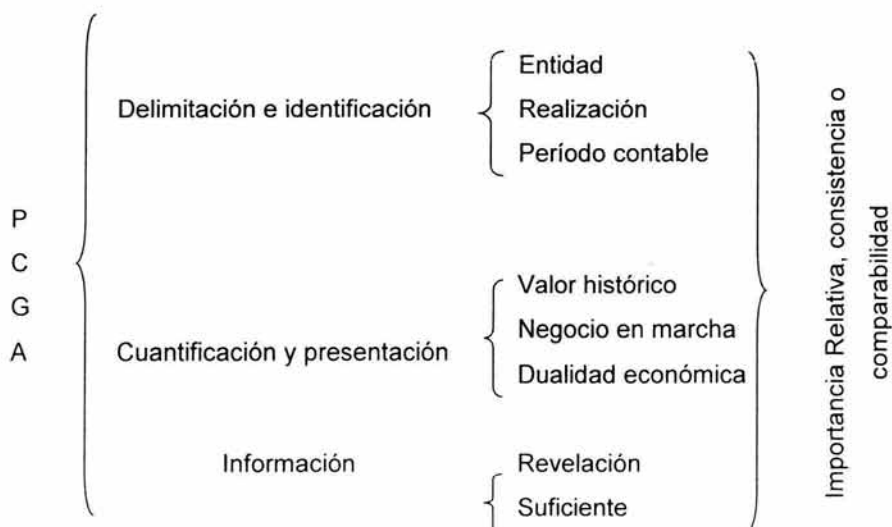 P
C
G
A
Delimitación e identificación
Entidad
Realización
Período contable
Cuantificación y presentación
Valor histórico
Negocio en marcha
Dualidad económica
Información
Revelación
Suficiente
Importancia Relativa, consistencia o
comparabilidad